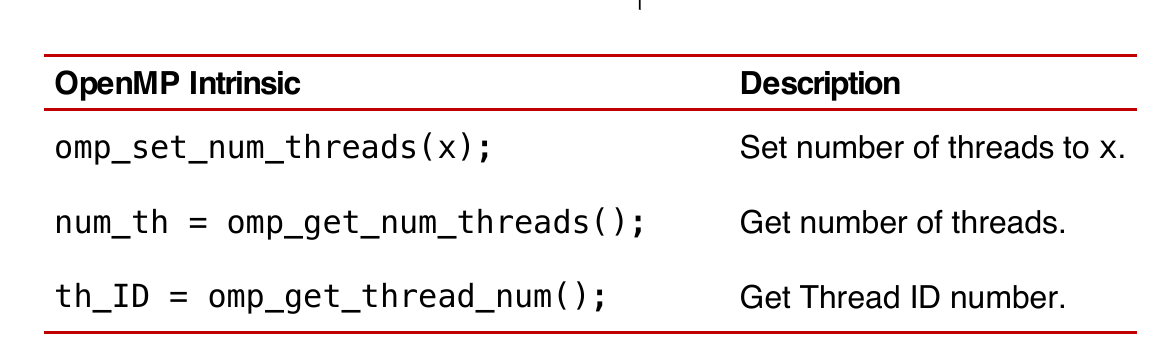 OpenMP Intrinsic Description
omp_set_num_threads(x); Set number of threads to x.
num_th = omp_get_num_threads(); Get number of threads.
th_ID = omp_get_thread_num(); Get Thread ID number.